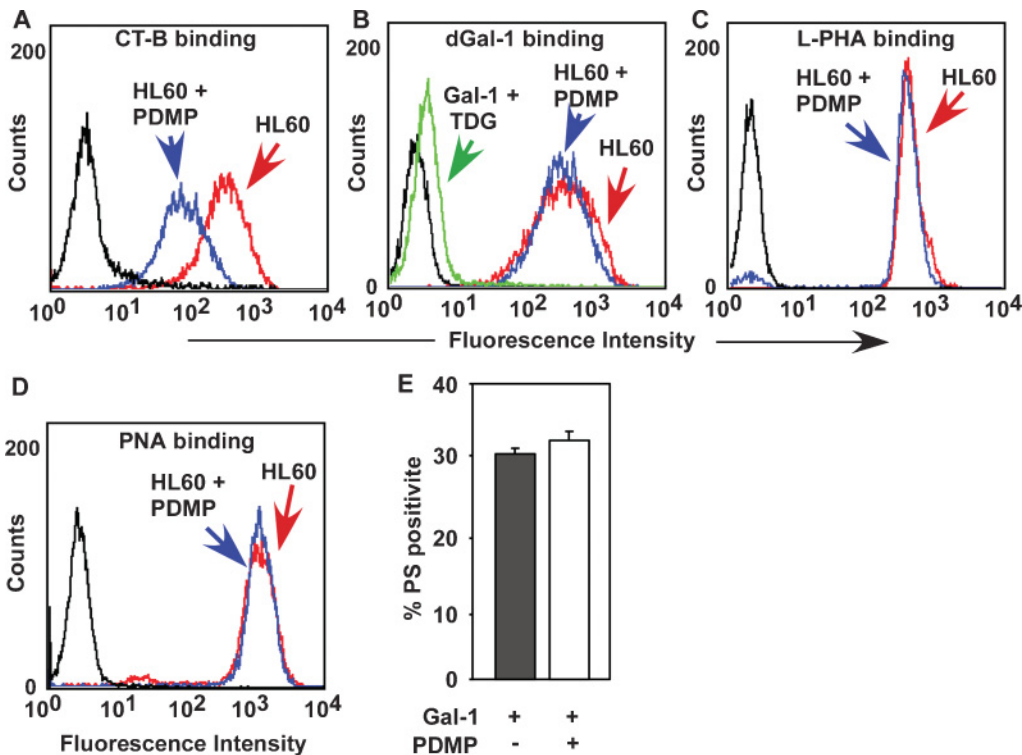 A
CT-B binding
200
Counts
HL60 +
PDMP
HL60
0
10^0 10^1 10^2 10^3 10^4
B
dGal-1 binding
200
Counts
Gal-1 +
TDG
HL60 +
PDMP
HL60
0
10^0 10^1 10^2 10^3 10^4
C
L-PHA binding
200
Counts
HL60 +
PDMP
HL60
0
10^0 10^1 10^2 10^3 10^4
Fluorescence Intensity
D
PNA binding
200
Counts
HL60 +
PDMP
HL60
0
10^0 10^1 10^2 10^3 10^4
Fluorescence Intensity
E
% PS positivite
40
30
30
10
0
Gal-1 + +
PDMP - +